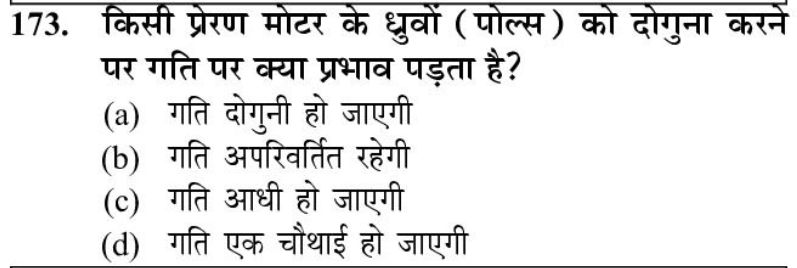 173. किसी प्रेरण मोटर के ध्रुवों ( पोल्स ) को दोगुना करने
पर गति पर क्या प्रभाव पड़ता है?
(a) गति दोगुनी हो जाएगी
(b) गति अपरिवर्तित रहेगी
(c) गति आधी हो जाएगी
(d) गति एक चौथाई हो जाएगी